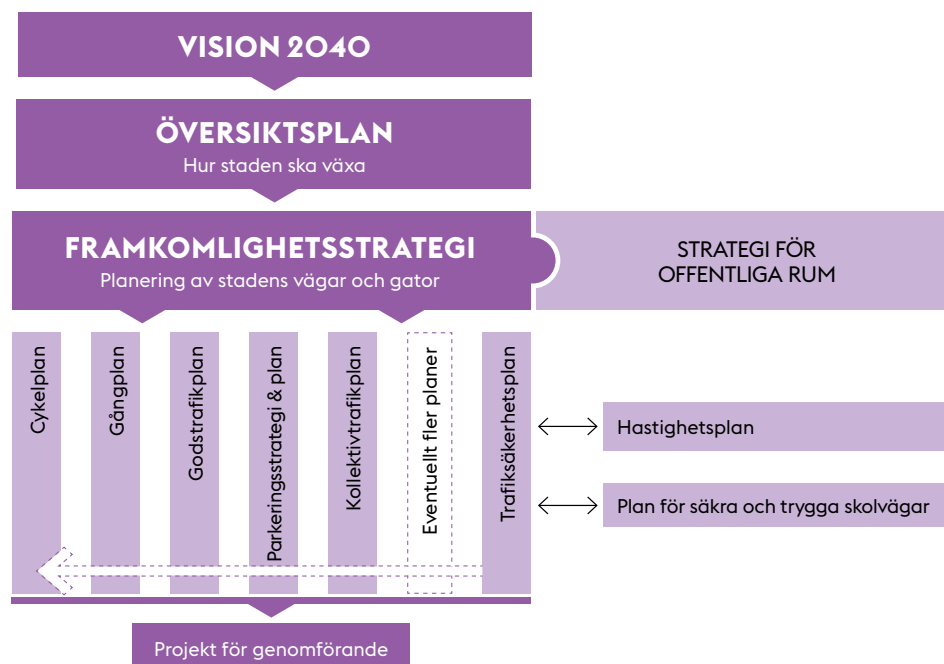 VISION 2040
ÖVERSIKTSPLAN
Hur staden ska växa
FRAMKOMLIGHETSSTRATEGI
Planering av stadens vägar och gator
STRATEGI FÖR
OFFENTLIGA RUM
Cykelplan
Gångplan
Godstrafikplan
Parkeringsstrategi & plan
Kollektivtrafikplan
Eventuellt fler planer
Trafiksäkerhetsplan
Hastighetsplan
Plan för säkra och trygga skolvägar
Projekt för genomförande